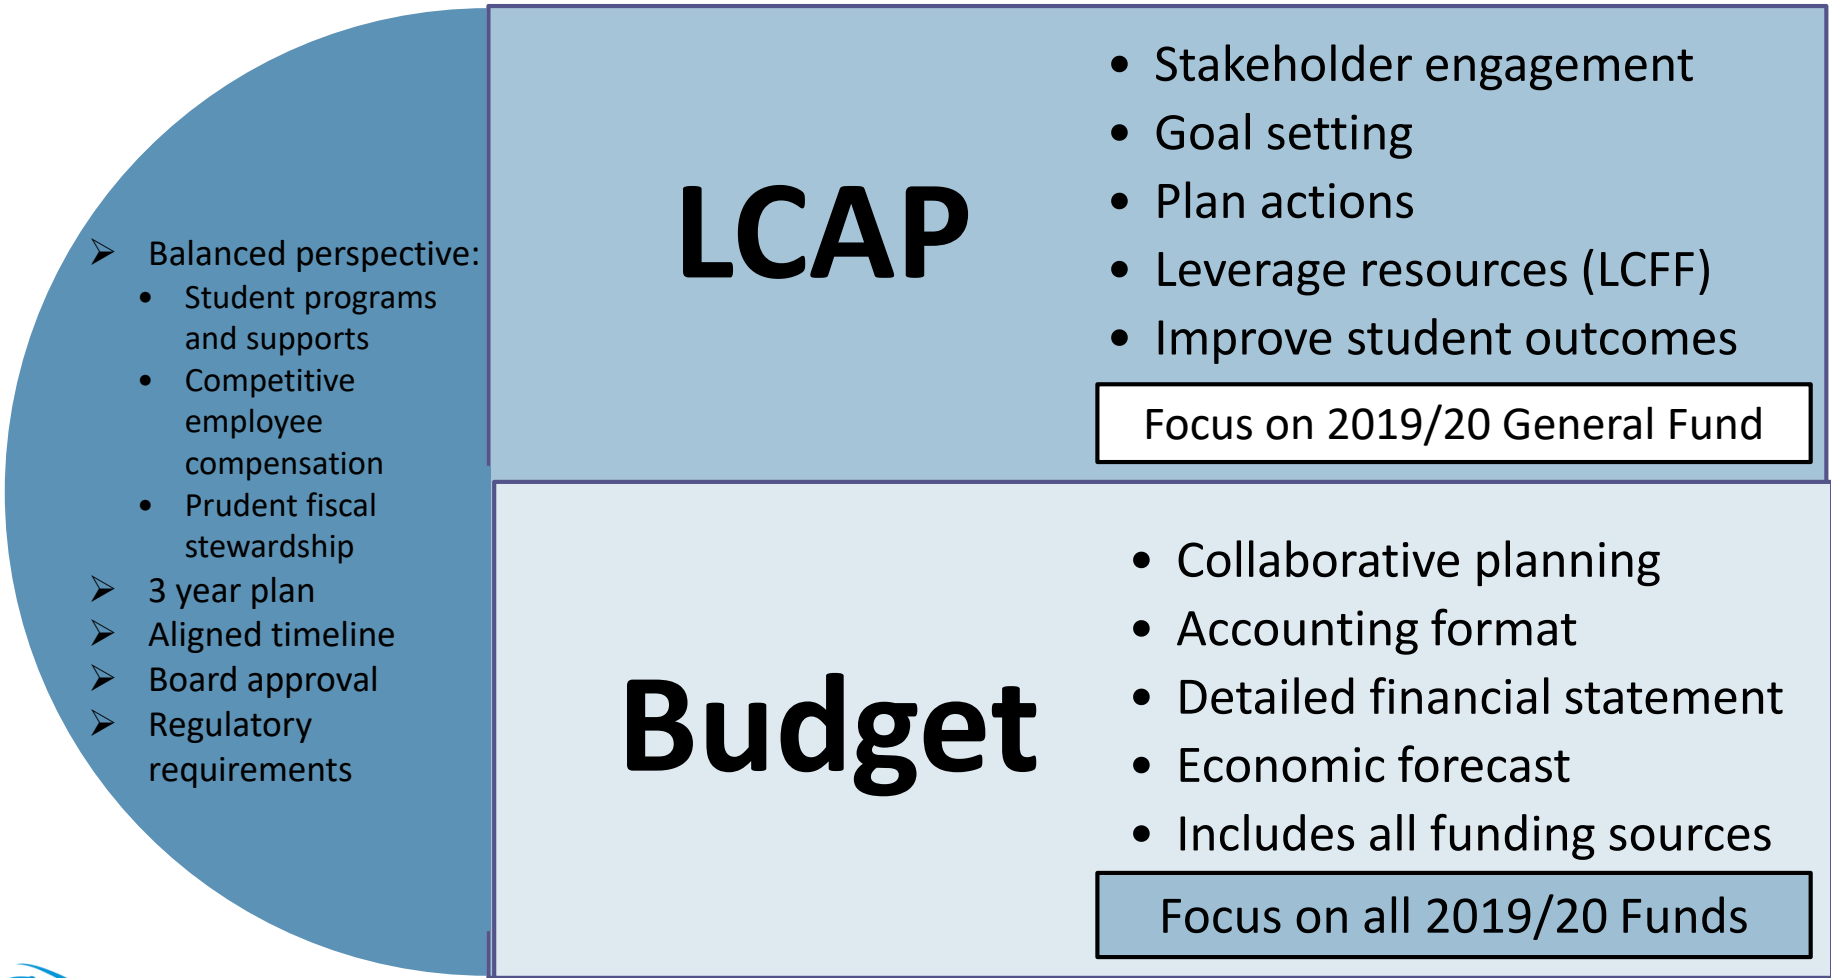 ➢ Balanced perspective:
• Student programs
and supports
• Competitive
employee
compensation
• Prudent fiscal
stewardship
➢ 3 year plan
➢ Aligned timeline
➢ Board approval
➢ Regulatory
requirements
LCAP
• Stakeholder engagement
• Goal setting
• Plan actions
• Leverage resources (LCFF)
• Improve student outcomes
Focus on 2019/20 General Fund
Budget
• Collaborative planning
• Accounting format
• Detailed financial statement
• Economic forecast
• Includes all funding sources
Focus on all 2019/20 Funds